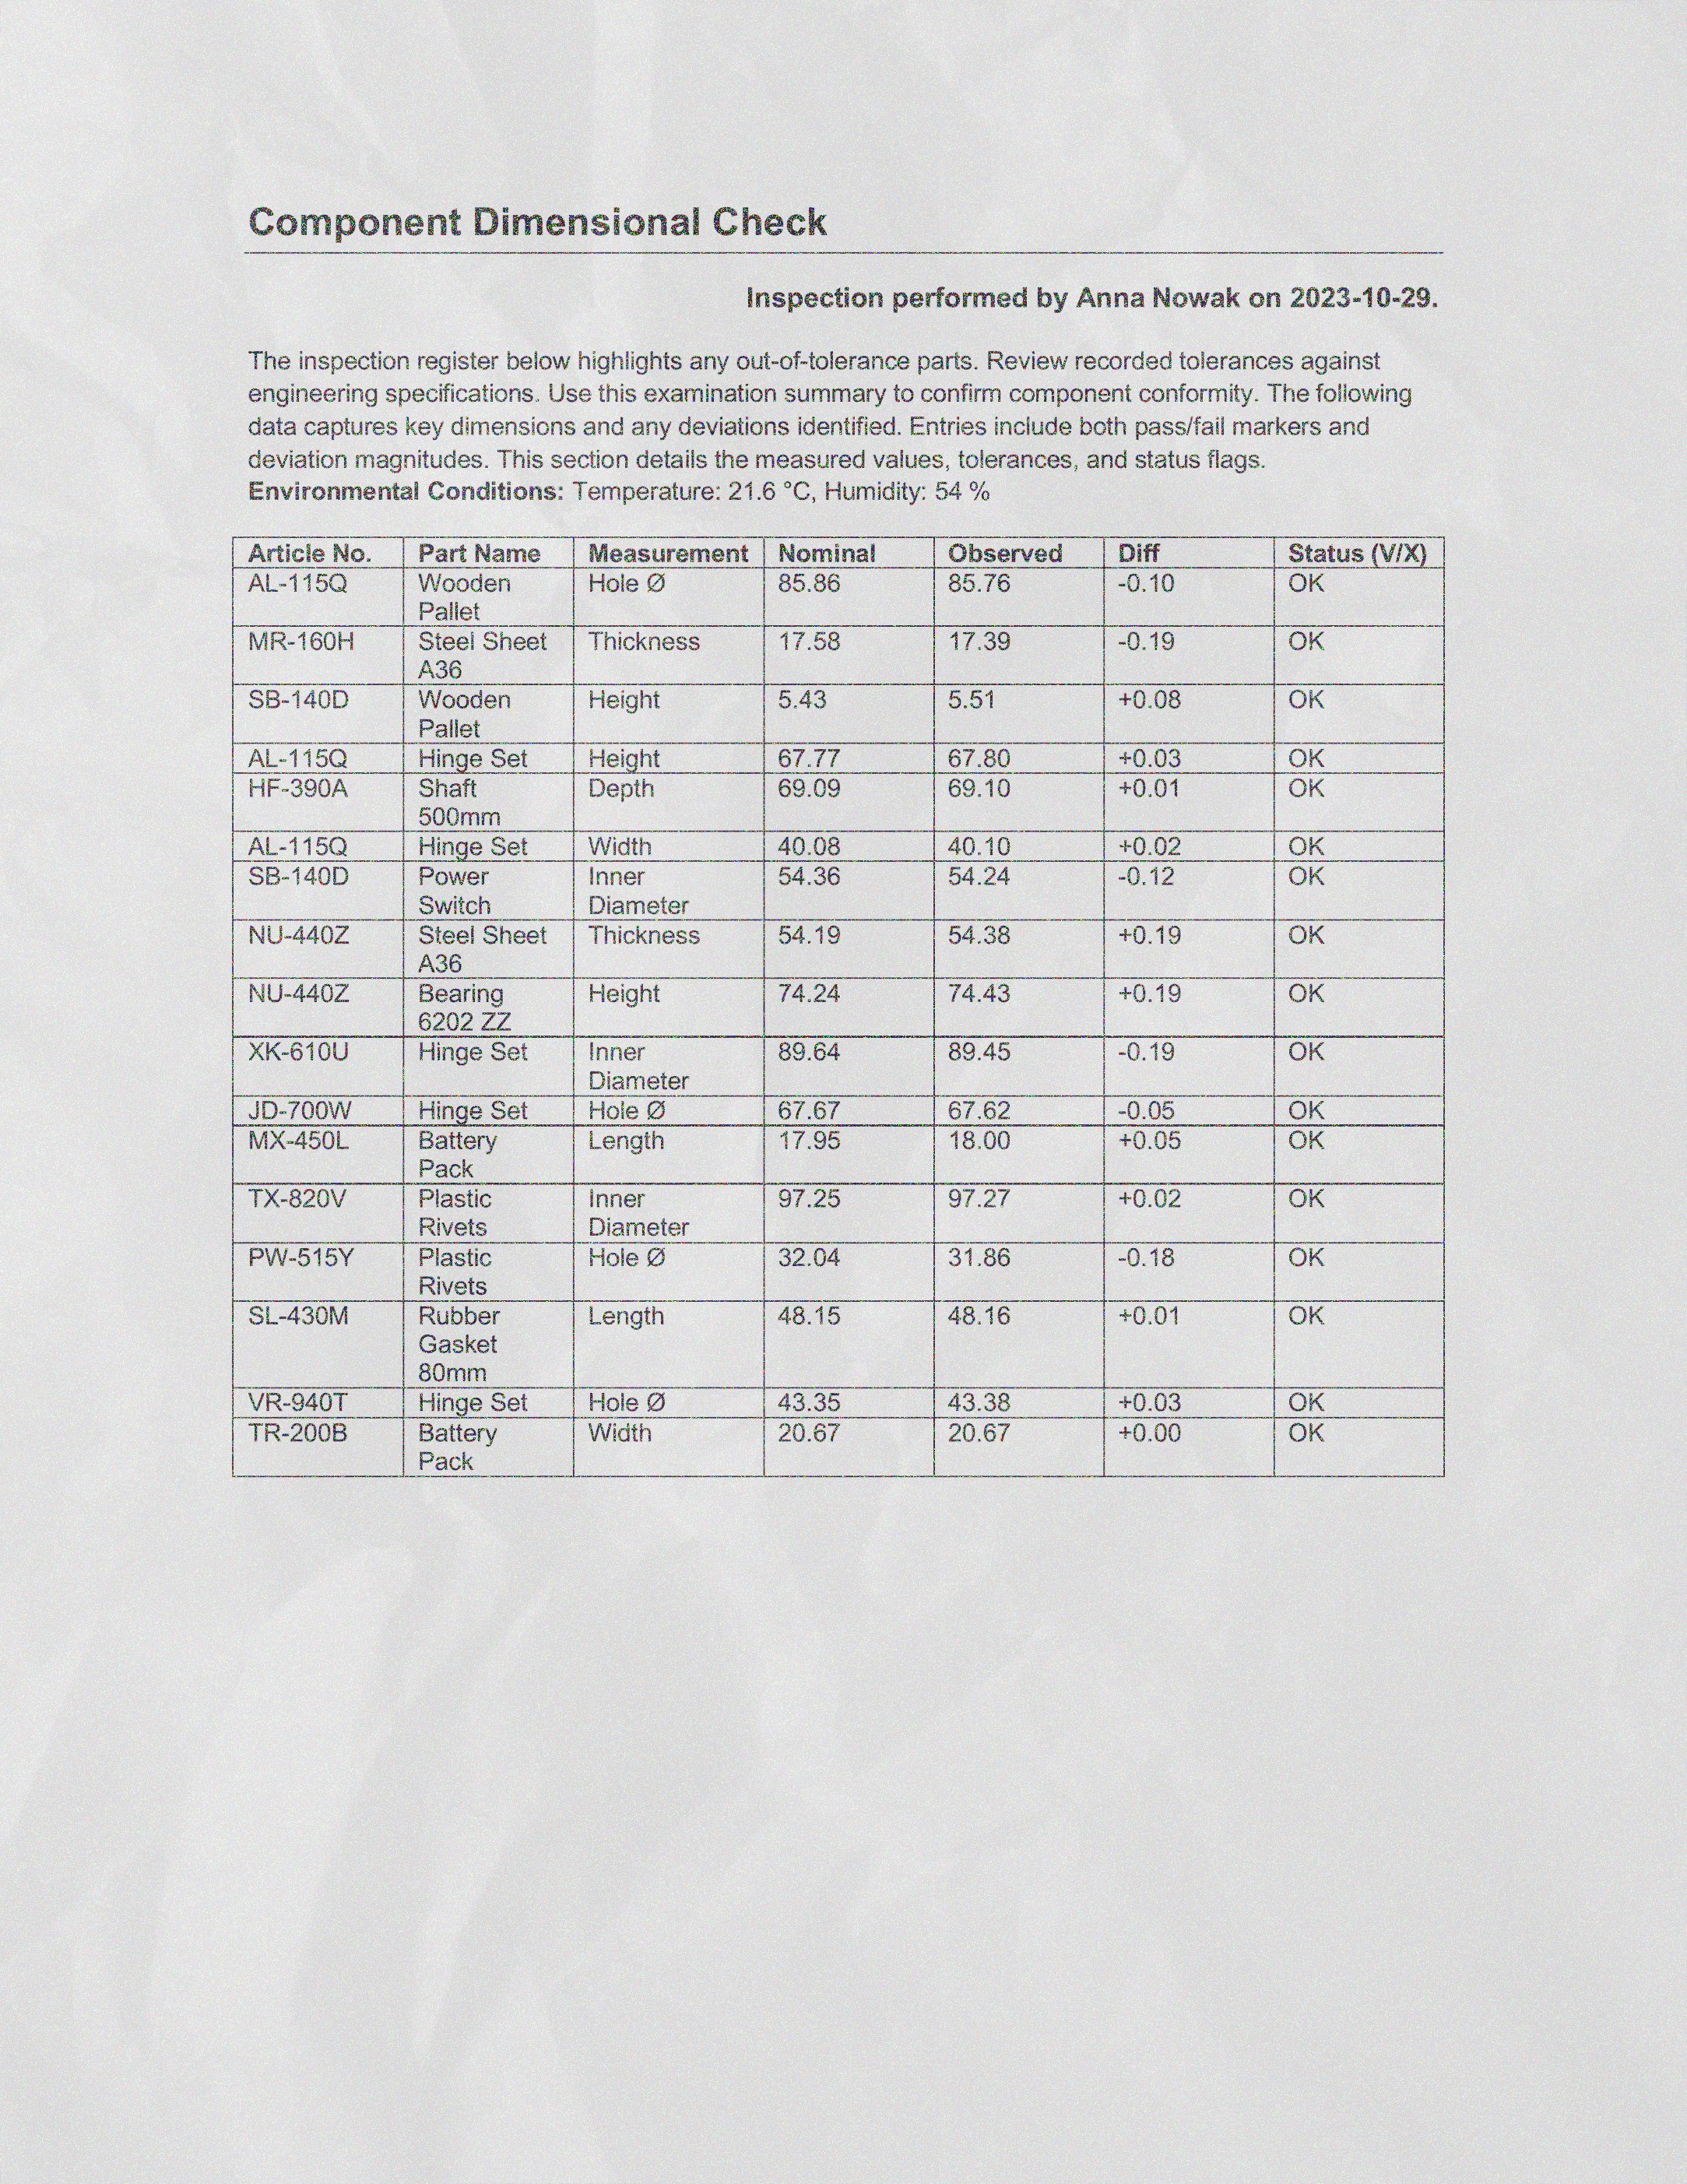 Component Dimensional Check
Inspection performed by Anna Nowak on 2023-10-29.
The inspection register below highlights any out-of-tolerance parts. Review recorded tolerances against
engineering specifications. Use this examination summary to confirm component conformity. The following
data captures key dimensions and any deviations identified. Entries include both pass/fail markers and
deviation magnitudes. This section details the measured values, tolerances, and status flags.
Environmental Conditions: Temperature: 21.6 °C, Humidity: 54 %
Article No. Part Name Measurement Nominal Observed Diff Status (V/X)
AL-115Q Wooden Hole Ø 85.86 85.76 -0.10 OK
Pallet
MR-160H Steel Sheet Thickness 17.58 17.39 -0.19 OK
A36
SB-140D Wooden Height 5.43 5.51 +0.08 OK
Pallet
AL-115Q Hinge Set Height 67.77 67.80 +0.03 OK
HF-390A Shaft Depth 69.09 69.10 +0.01 OK
500mm
AL-115Q Hinge Set Width 40.08 40.10 +0.02 OK
SB-140D Power Inner 54.36 54.24 -0.12 OK
Switch Diameter
NU-440Z Steel Sheet Thickness 54.19 54.38 +0.19 OK
A36
NU-440Z Bearing Height 74.24 74.43 +0.19 OK
6202 ZZ
XK-610U Hinge Set Inner 89.64 89.45 -0.19 OK
Diameter
JD-700W Hinge Set Hole Ø 67.67 67.62 -0.05 OK
MX-450L Battery Length 17.95 18.00 +0.05 OK
Pack
TX-820V Plastic Inner 97.25 97.27 +0.02 OK
Rivets Diameter
PW-515Y Plastic Hole Ø 32.04 31.86 -0.18 OK
Rivets
SL-430M Rubber Length 48.15 48.16 +0.01 OK
Gasket
80mm
VR-940T Hinge Set Hole Ø 43.35 43.38 +0.03 OK
TR-200B Battery Width 20.67 20.67 +0.00 OK
Pack